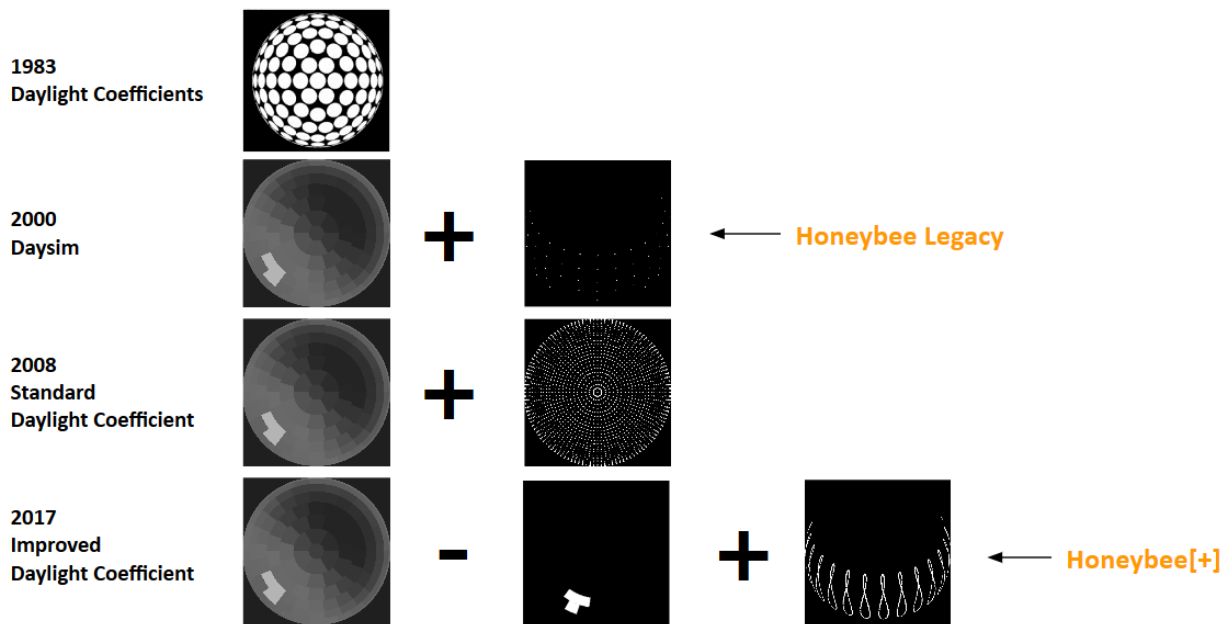 1983
Daylight Coefficients
2000
Daysim
+
Honeybee Legacy
2008
Standard
Daylight Coefficient
+
2017
Improved
Daylight Coefficient
-
+
Honeybee[+]